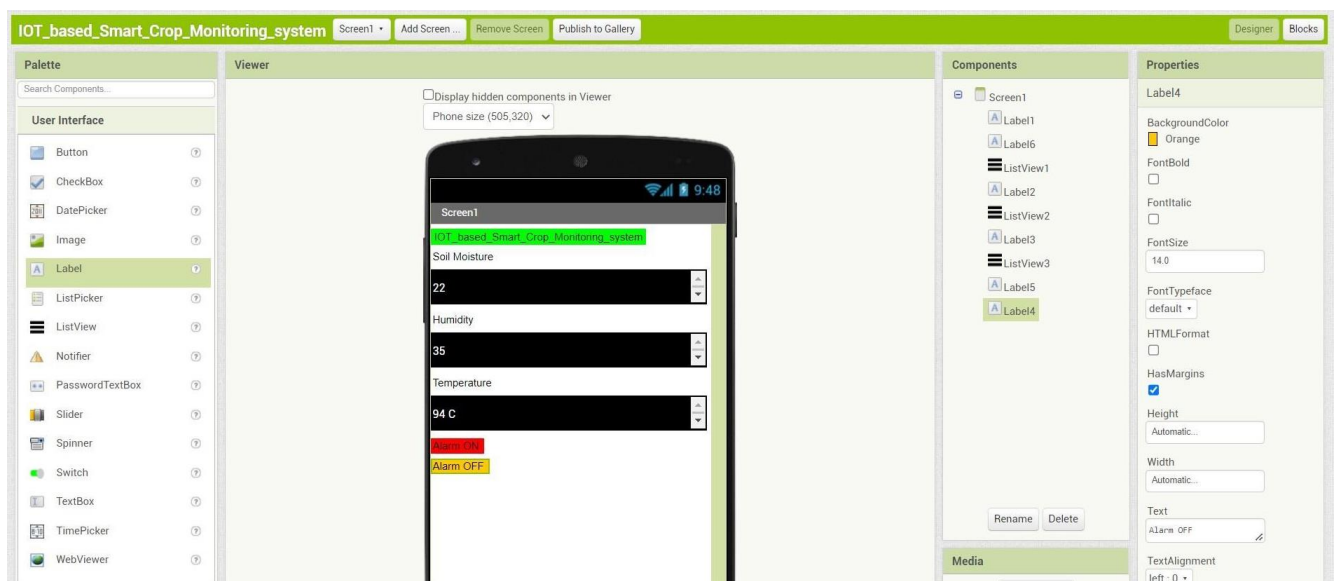 IOT_based_Smart_Crop_Monitoring_system Screen1 Add Screen ... Remove Screen Publish to Gallery Designer Blocks
Palette
Search Components...
User Interface
Button
CheckBox
DatePicker
Image
Label
ListPicker
ListView
Notifier
PasswordTextBox
Slider
Spinner
Switch
TextBox
TimePicker
WebViewer
Viewer
Display hidden components in Viewer
Phone size (505,320)
9:48
Screen1
IOT_based_Smart_Crop_Monitoring_system
Soil Moisture
22
Humidity
35
Temperature
94 C
Alarm ON
Alarm OFF
Components
Screen1
Label1
Label6
ListView1
Label2
ListView2
Label3
ListView3
Label5
Label4
Rename Delete
Media
Properties
Label4
BackgroundColor
Orange
FontBold
FontItalic
FontSize
14.0
FontTypeface
default
HTMLFormat
HasMargins
Height
Automatic...
Width
Automatic...
Text
Alarm OFF
TextAlignment
left : 0